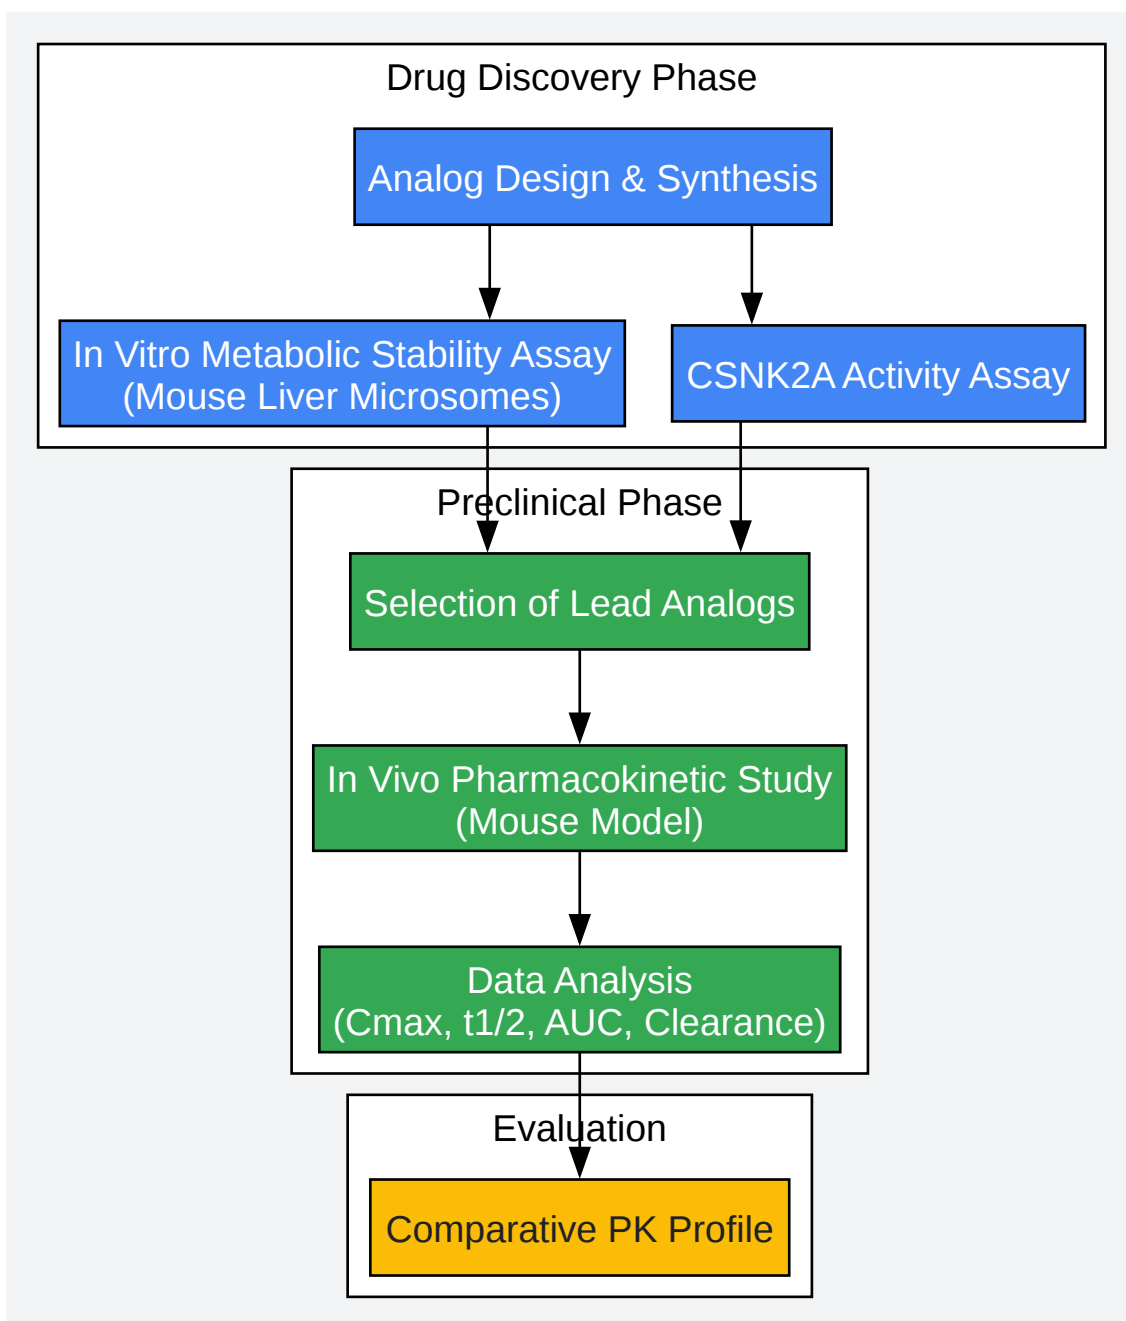 Drug Discovery Phase
Analog Design & Synthesis
In Vitro Metabolic Stability Assay
(Mouse Liver Microsomes)
CSNK2A Activity Assay
Preclinical Phase
Selection of Lead Analogs
In Vivo Pharmacokinetic Study
(Mouse Model)
Data Analysis
(Cmax, t1/2, AUC, Clearance)
Evaluation
Comparative PK Profile